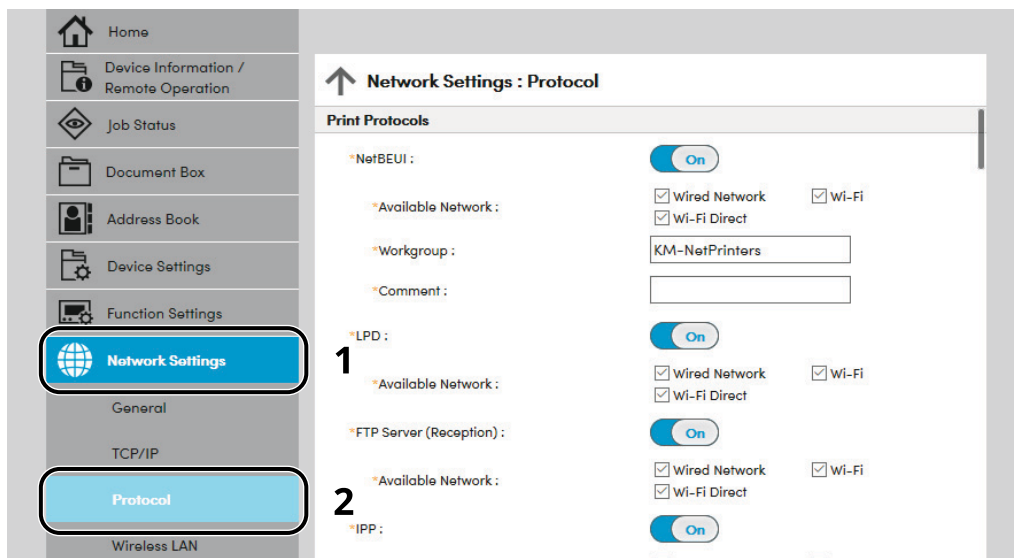 Home
Device Information /
Remote Operation
Job Status
Document Box
Address Book
Device Settings
Function Settings
Network Settings
1
General
TCP/IP
Protocol
2
Wireless LAN
Network Settings : Protocol
Print Protocols
*NetBEUI : On
*Available Network : Wired Network Wi-Fi
Wi-Fi Direct
*Workgroup : KM-NetPrinters
*Comment :
*LPD : On
*Available Network : Wired Network Wi-Fi
Wi-Fi Direct
*FTP Server (Reception) : On
*Available Network : Wired Network Wi-Fi
Wi-Fi Direct
*IPP : On